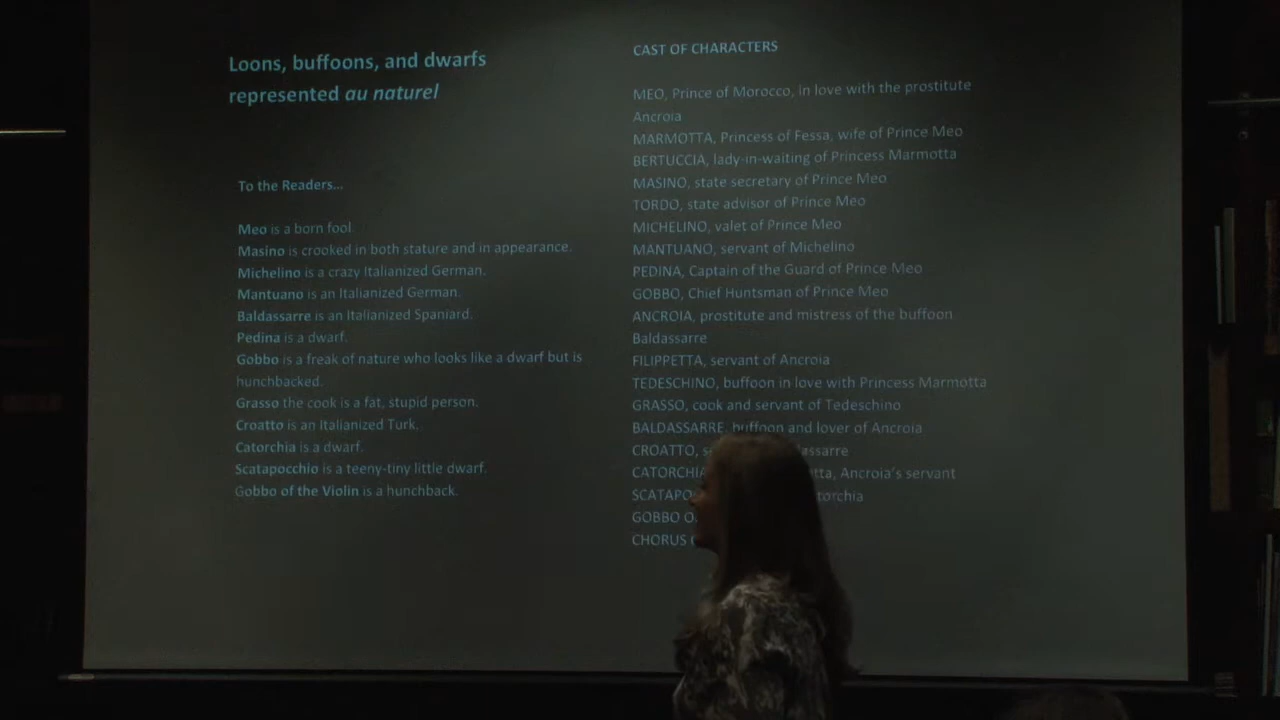 Loons, buffoons, and dwarfs
represented au naturel
To the Readers...
Meo is a born fool.
Masino is crooked in both stature and in appearance.
Michelino is a crazy Italianized German.
Mantuano is an Italianized German.
Baldassarre is an Italianized Spaniard.
Pedina is a dwarf.
Gobbo is a freak of nature who looks like a dwarf but is
hunchbacked.
Grasso the cook is a fat, stupid person.
Croatto is an Italianized Turk.
Catorchia is a dwarf.
Scatapocchio is a teeny-tiny little dwarf.
Gobbo of the Violin is a hunchback.
CAST OF CHARACTERS
MEO, Prince of Morocco, in love with the prostitute
Ancroia
MARMOTTA, Princess of Fessa, wife of Prince Meo
BERTUCCIA, lady-in-waiting of Princess Marmotta
MASINO, state secretary of Prince Meo
TORDO, state advisor of Prince Meo
MICHELINO, valet of Prince Meo
MANTUANO, servant of Michelino
PEDINA, Captain of the Guard of Prince Meo
GOBBO, Chief Huntsman of Prince Meo
ANCROIA, prostitute and mistress of the buffoon
Baldassarre
FILIPPETTA, servant of Ancroia
TEDESCHINO, buffoon in love with Princess Marmotta
GRASSO, cook and servant of Tedeschino
BALDASSARRE, buffoon and lover of Ancroia
CROATTO,
Ancroia's servant
GOBBO
CHORUS